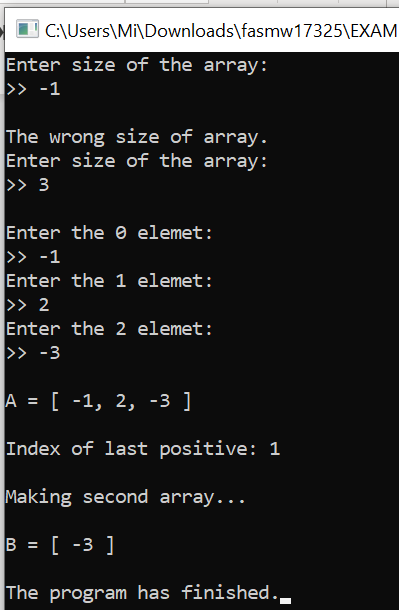 C:\Users\Mi\Downloads\fasmw17325\EXAM
Enter size of the array:
>> -1
The wrong size of array.
Enter size of the array:
>> 3
Enter the 0 elemet:
>> -1
Enter the 1 elemet:
>> 2
Enter the 2 elemet:
>> -3
A = [ -1, 2, -3 ]
Index of last positive: 1
Making second array...
B = [ -3 ]
The program has finished.